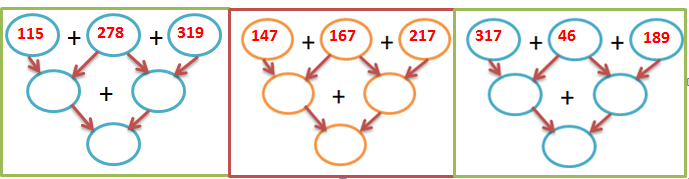 115 + 278 + 319
+
147 + 167 + 217
+
317 + 46 + 189
+